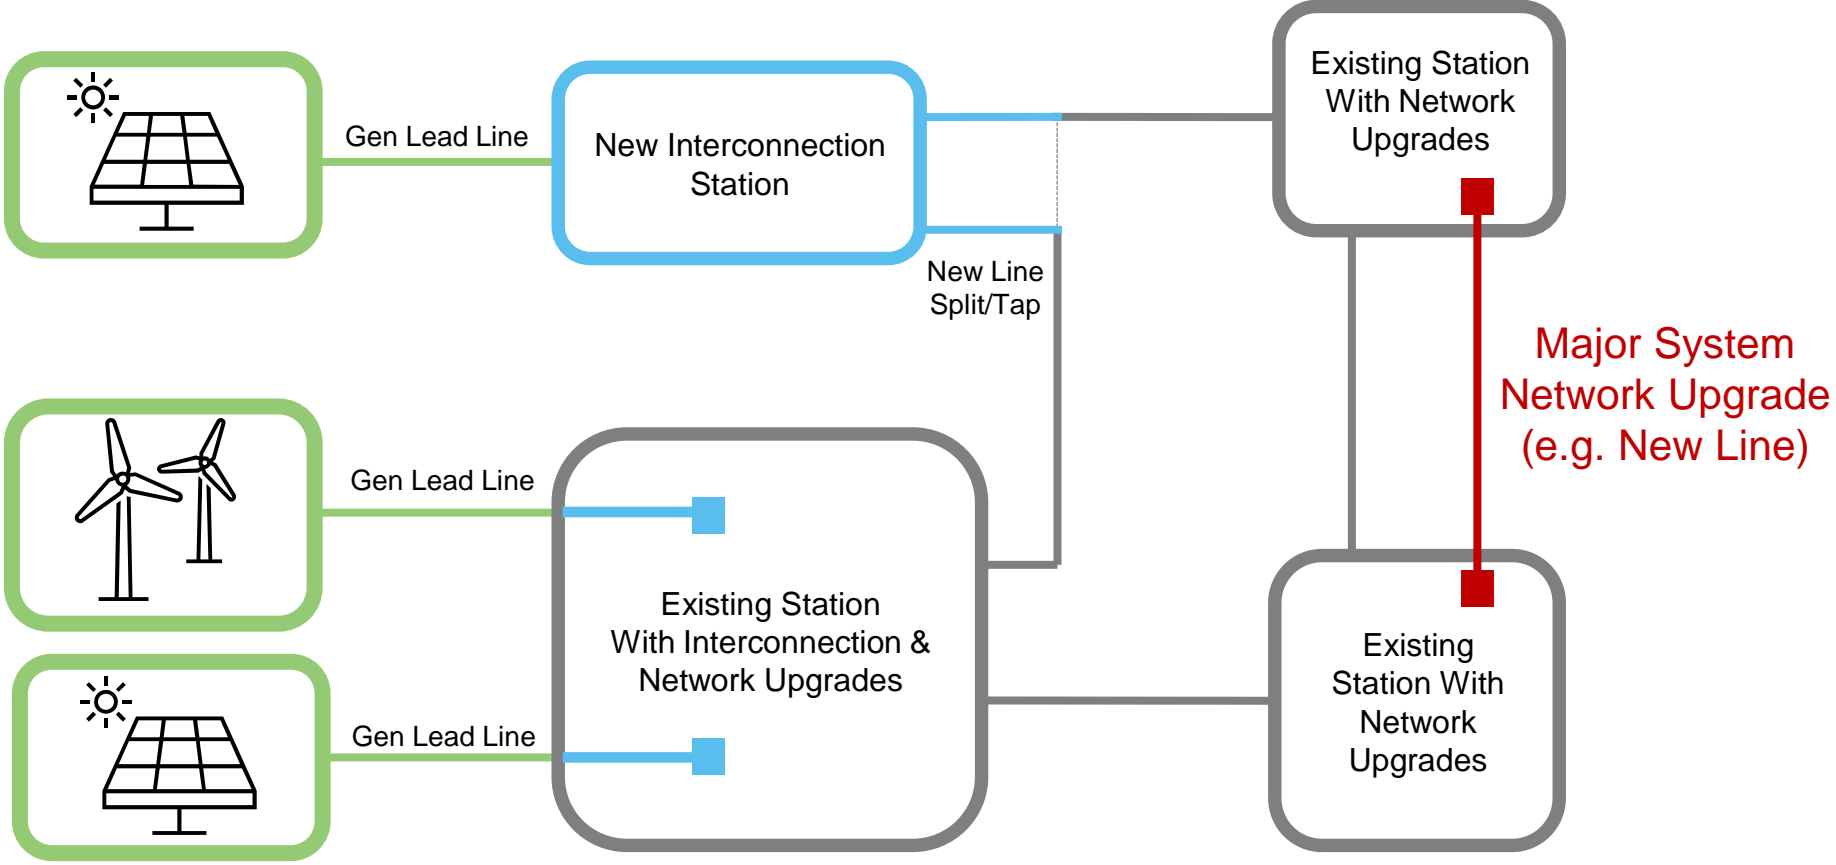 Gen Lead Line
New Interconnection
Station
Existing Station
With Network
Upgrades
New Line
Split/Tap
Major System
Network Upgrade
(e.g. New Line)
Gen Lead Line
Existing Station
With Interconnection &
Network Upgrades
Gen Lead Line
Existing
Station With
Network
Upgrades